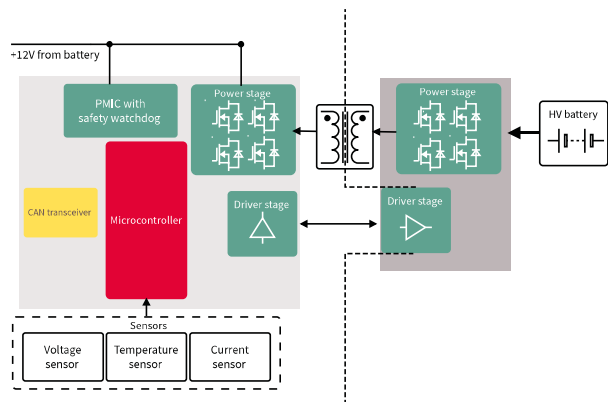 +12V from battery
PMIC with
safety watchdog
Power stage
Power stage
HV battery
CAN transceiver
Microcontroller
Driver stage
Driver stage
Sensors
Voltage
sensor
Temperature
sensor
Current
sensor